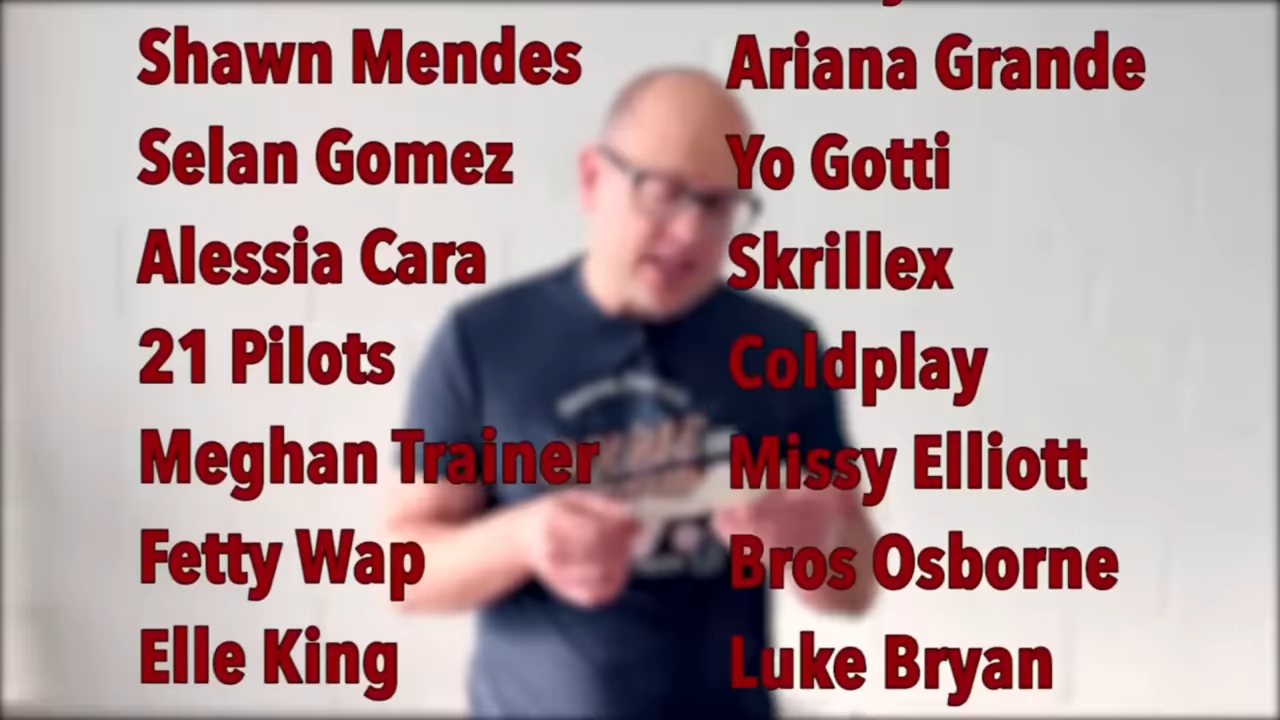 Shawn Mendes
Selan Gomez
Alessia Cara
21 Pilots
Meghan Trainer
Fetty Wap
Elle King
Ariana Grande
Yo Gotti
Skrillex
Coldplay
Missy Elliott
Bros Osborne
Luke Bryan